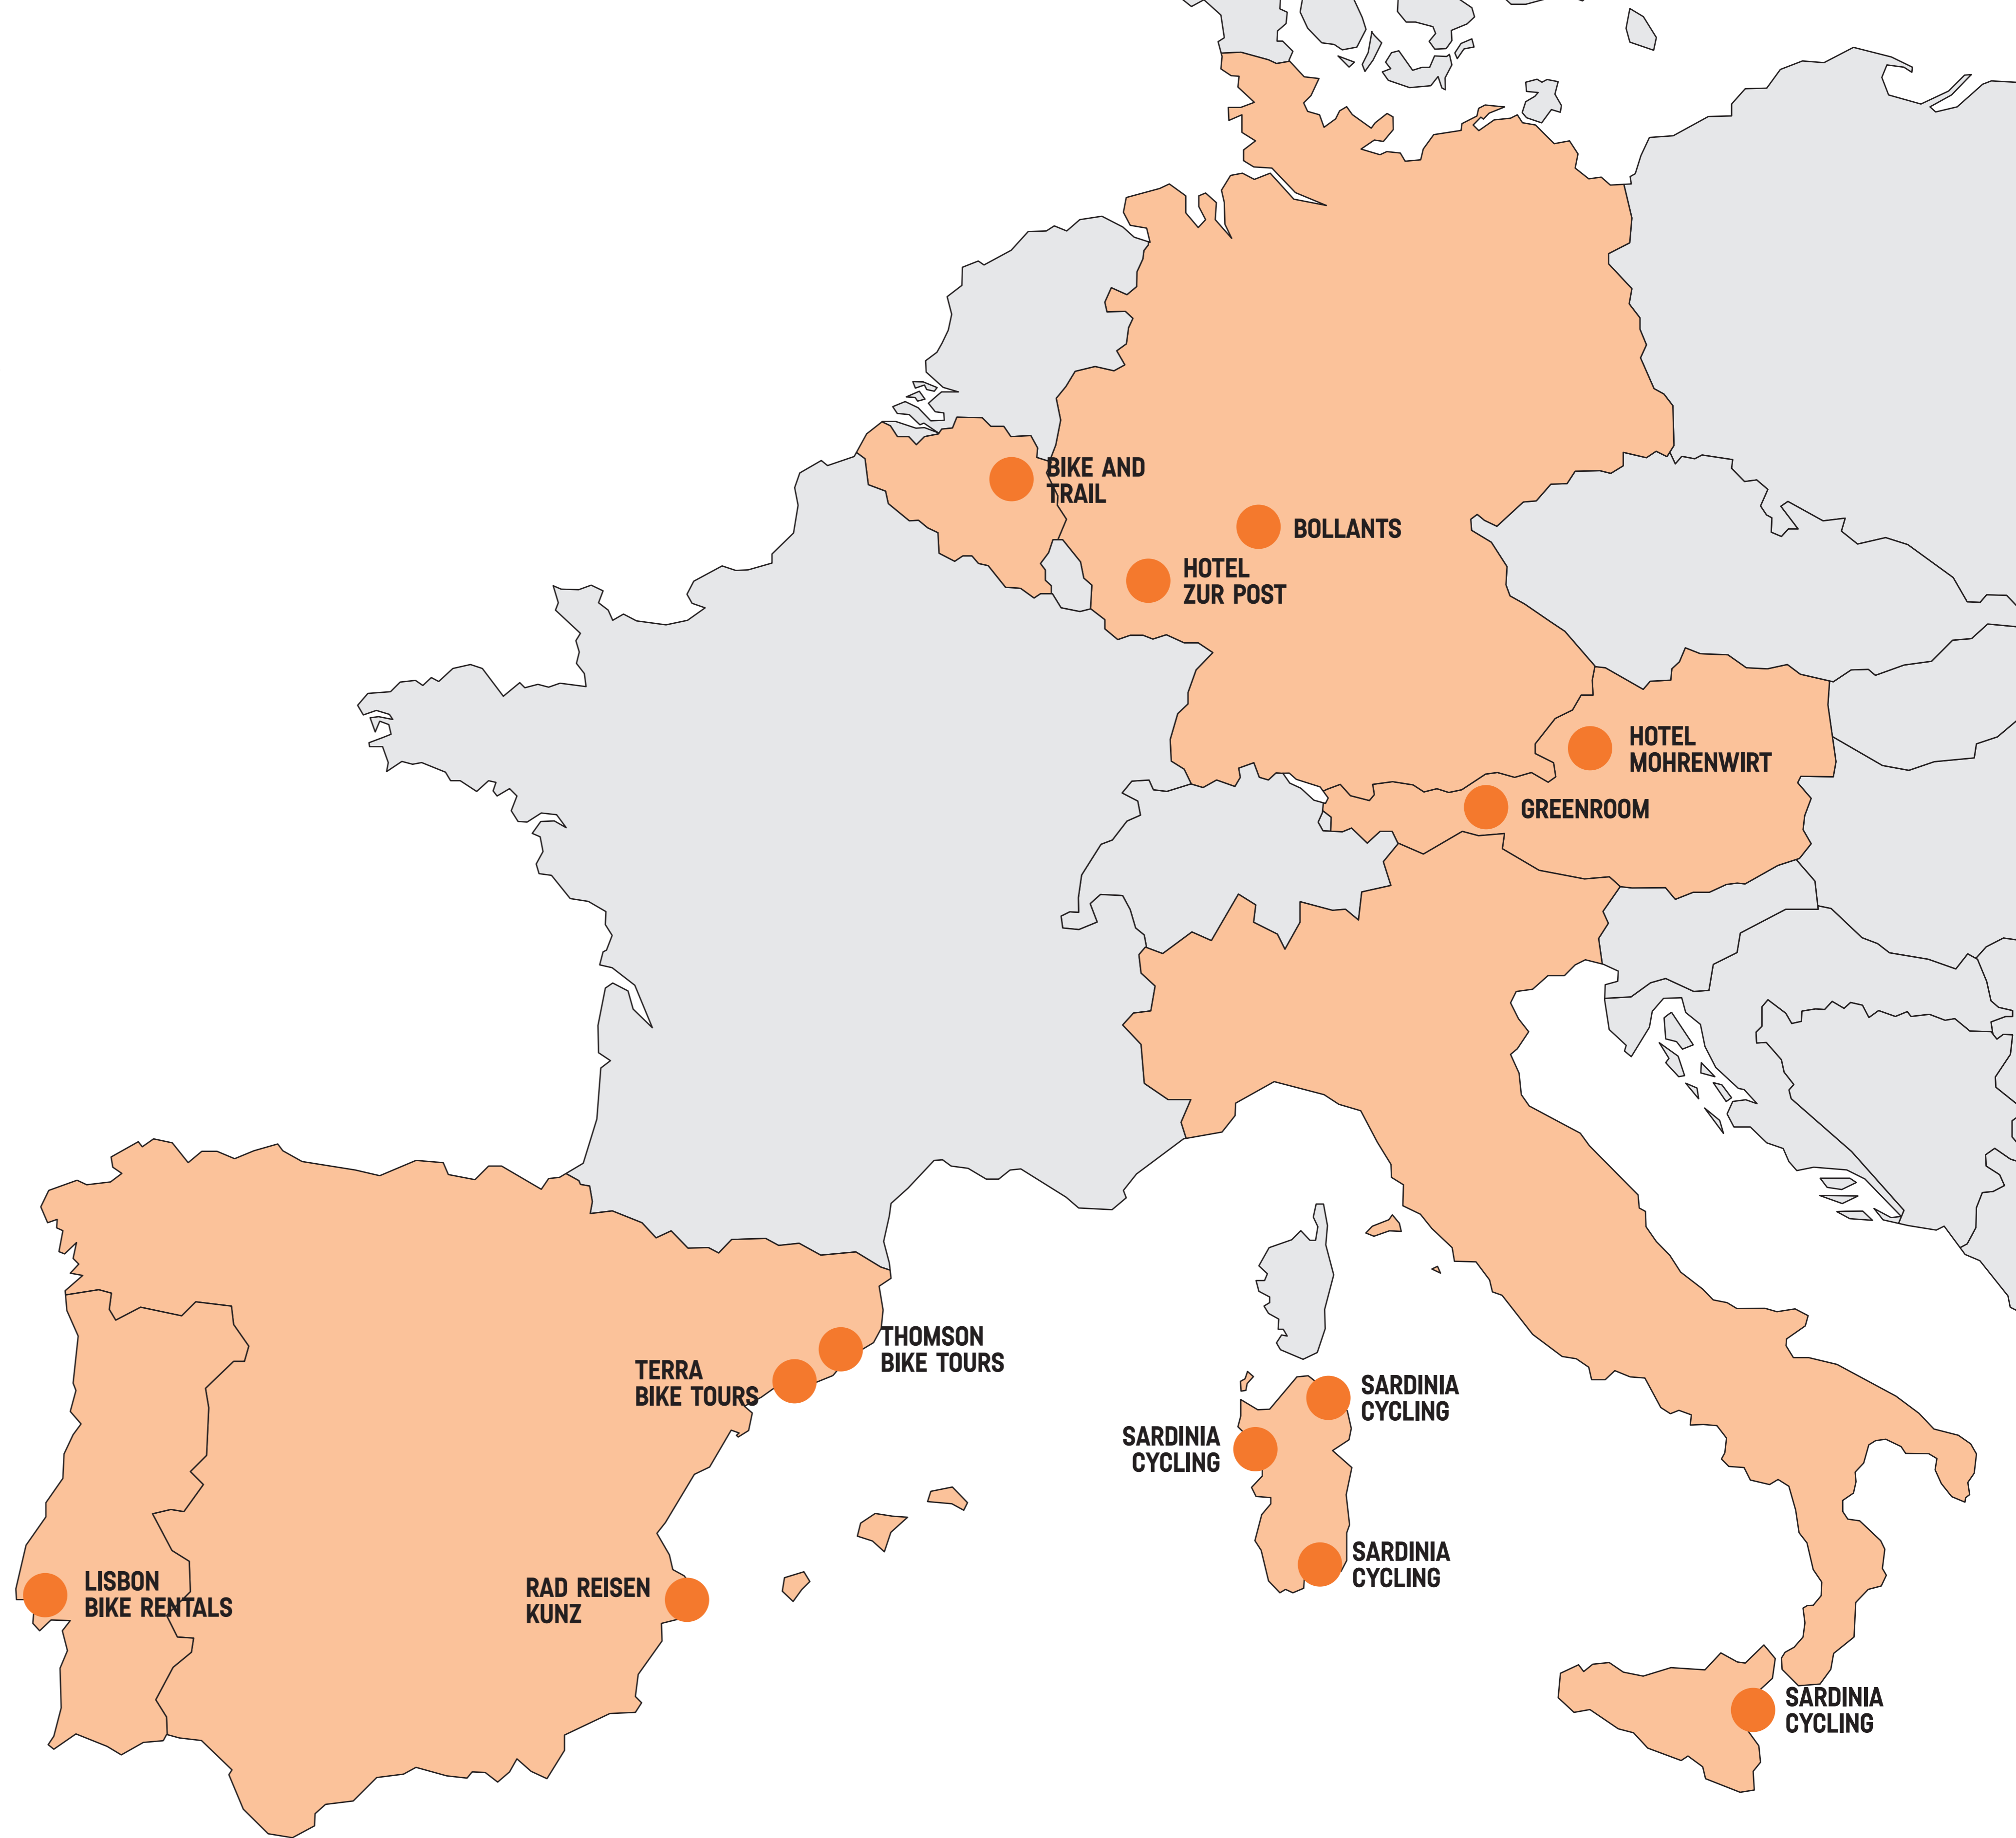 BIKE AND
TRAIL
BOLLANTS
HOTEL
ZUR POST
HOTEL
MOHRENWIRT
GREENROOM
THOMSON
BIKE TOURS
TERRA
BIKE TOURS
SARDINIA
CYCLING
SARDINIA
CYCLING
SARDINIA
CYCLING
LISBON
BIKE RENTALS
RAD REISEN
KUNZ
SARDINIA
CYCLING